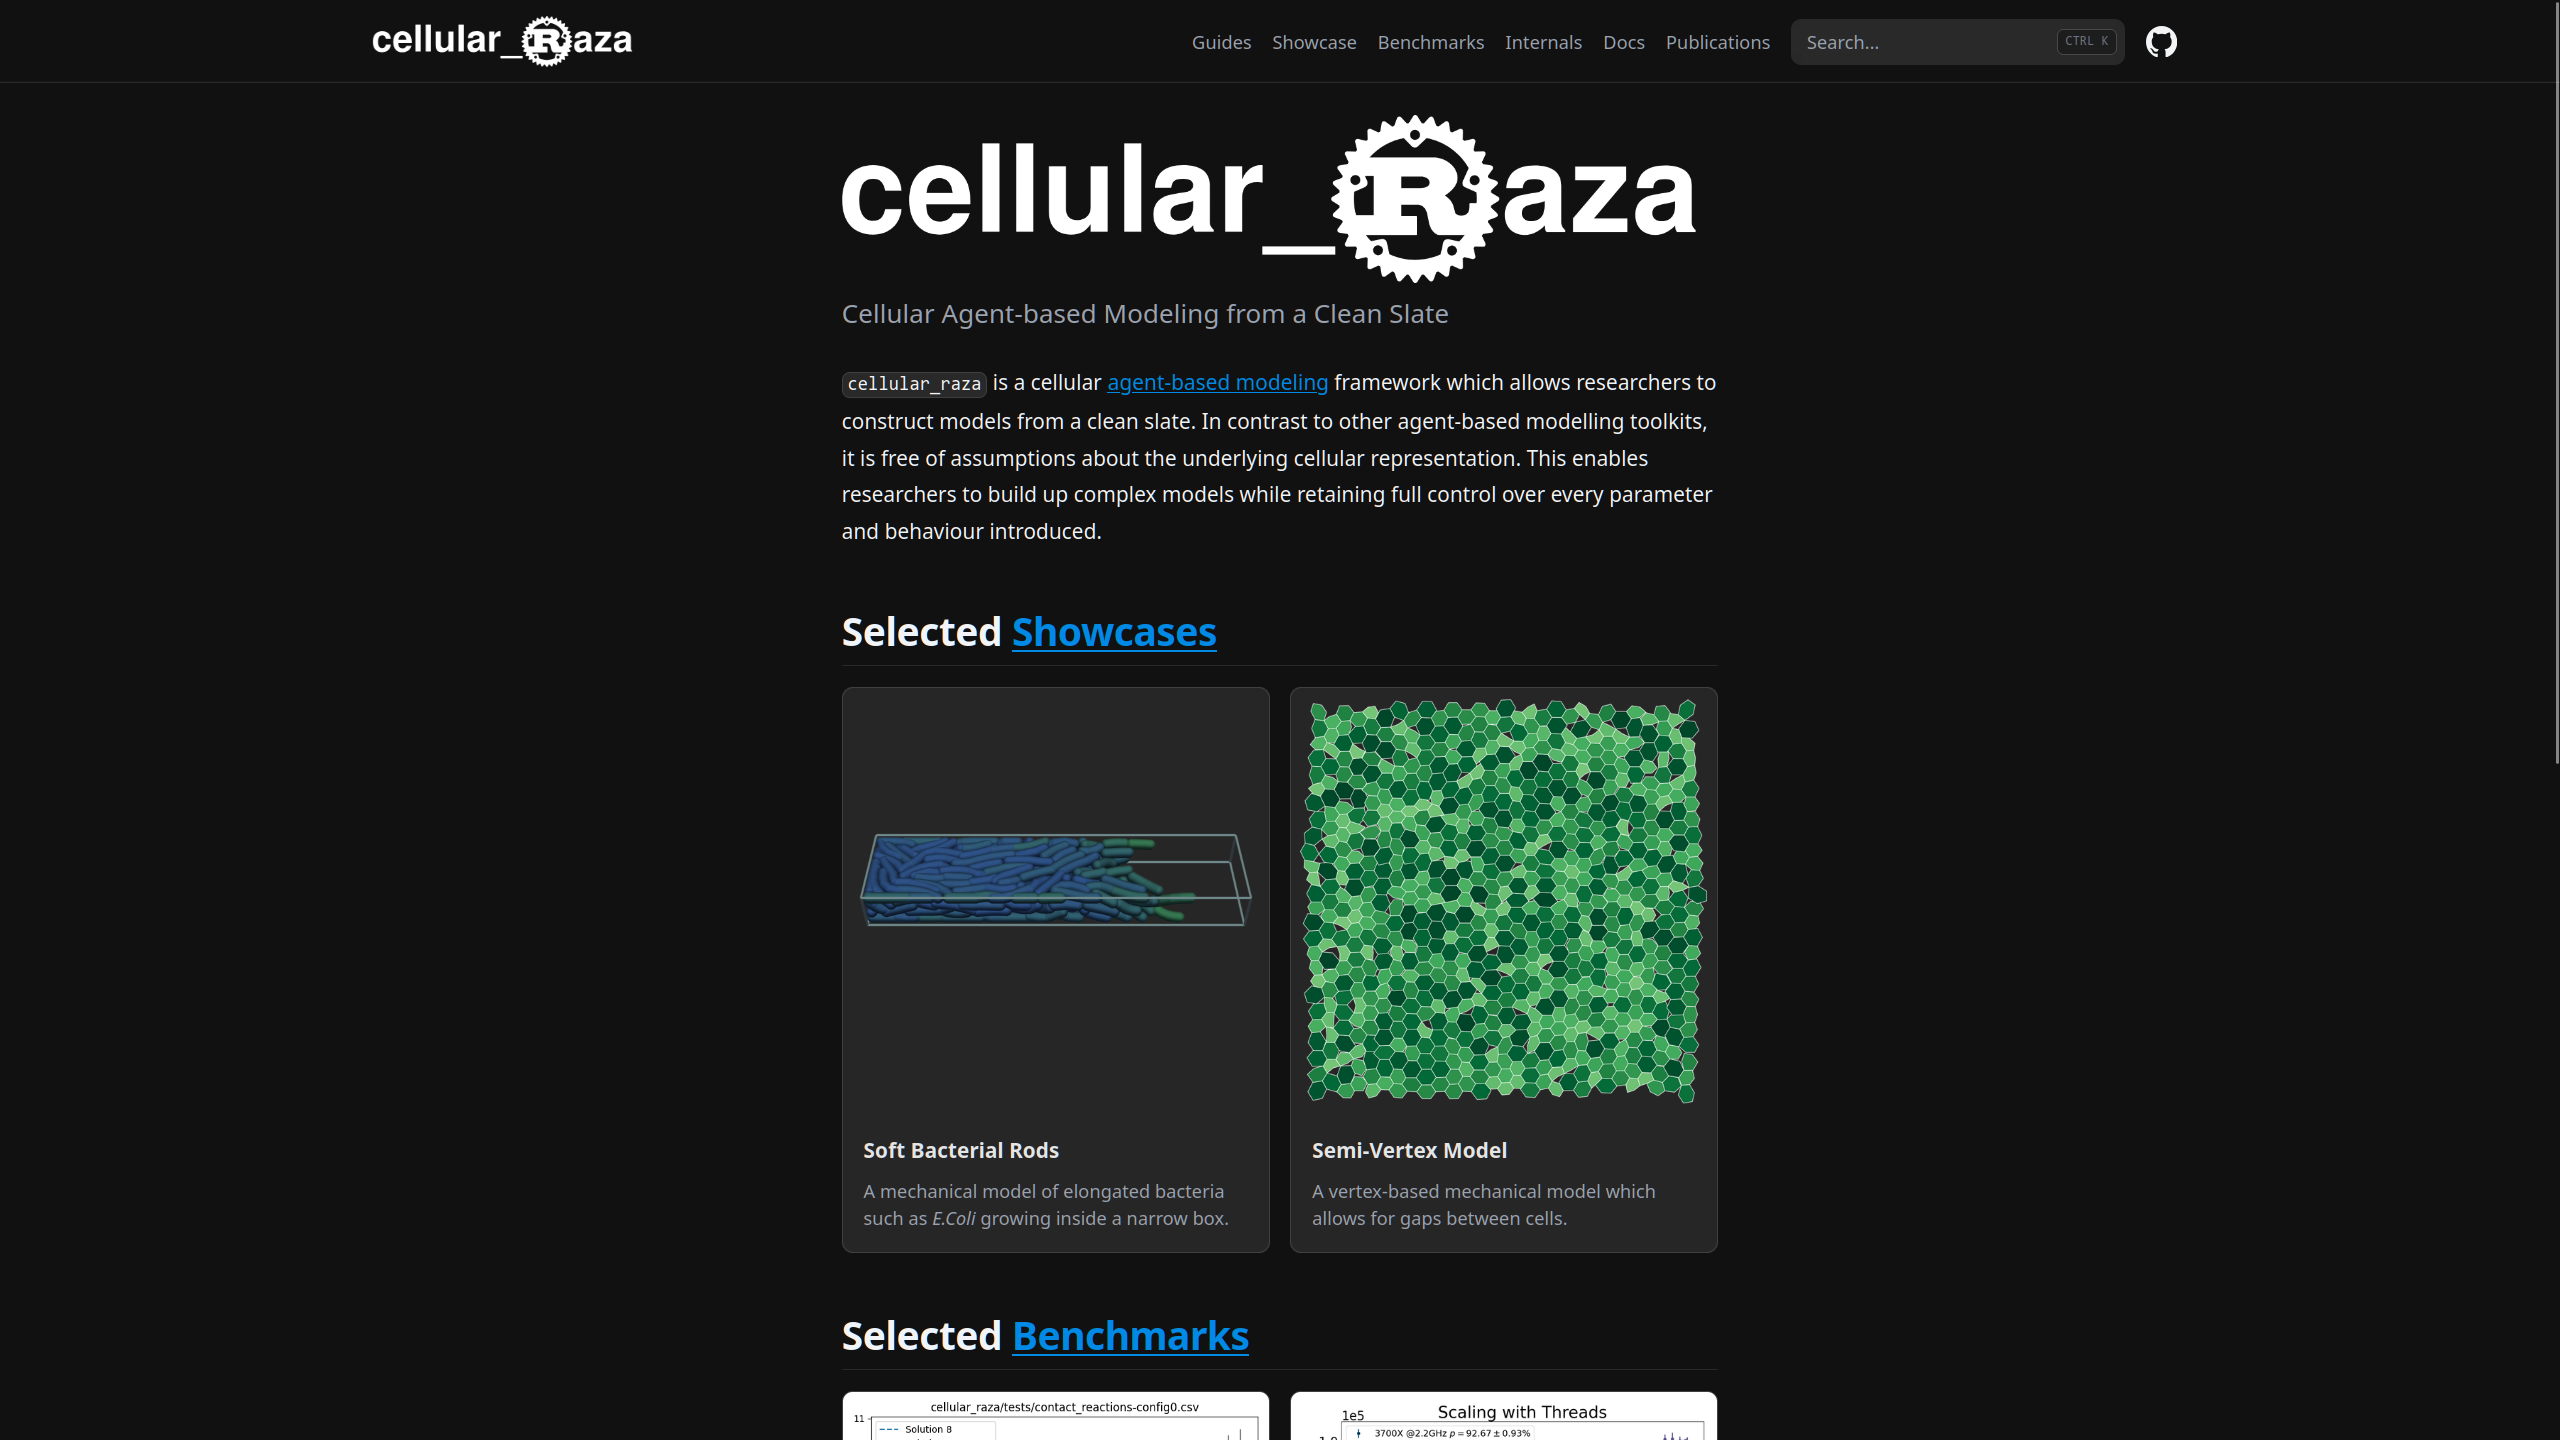 cellular_Raza
Guides Showcase Benchmarks Internals Docs Publications Search... CTRL K
cellular_Raza
Cellular Agent-based Modeling from a Clean Slate
cellular_raza is a cellular agent-based modeling framework which allows researchers to
construct models from a clean slate. In contrast to other agent-based modelling toolkits,
it is free of assumptions about the underlying cellular representation. This enables
researchers to build up complex models while retaining full control over every parameter
and behaviour introduced.
Selected Showcases
Soft Bacterial Rods
A mechanical model of elongated bacteria
such as E.Coli growing inside a narrow box.
Semi-Vertex Model
A vertex-based mechanical model which
allows for gaps between cells.
Selected Benchmarks
cellular_raza/tests/contact_reactions-config0.csv
11
Solution 8
Scaling with Threads
1e5
3700X @2.2GHz p = 92.67 ± 0.93%